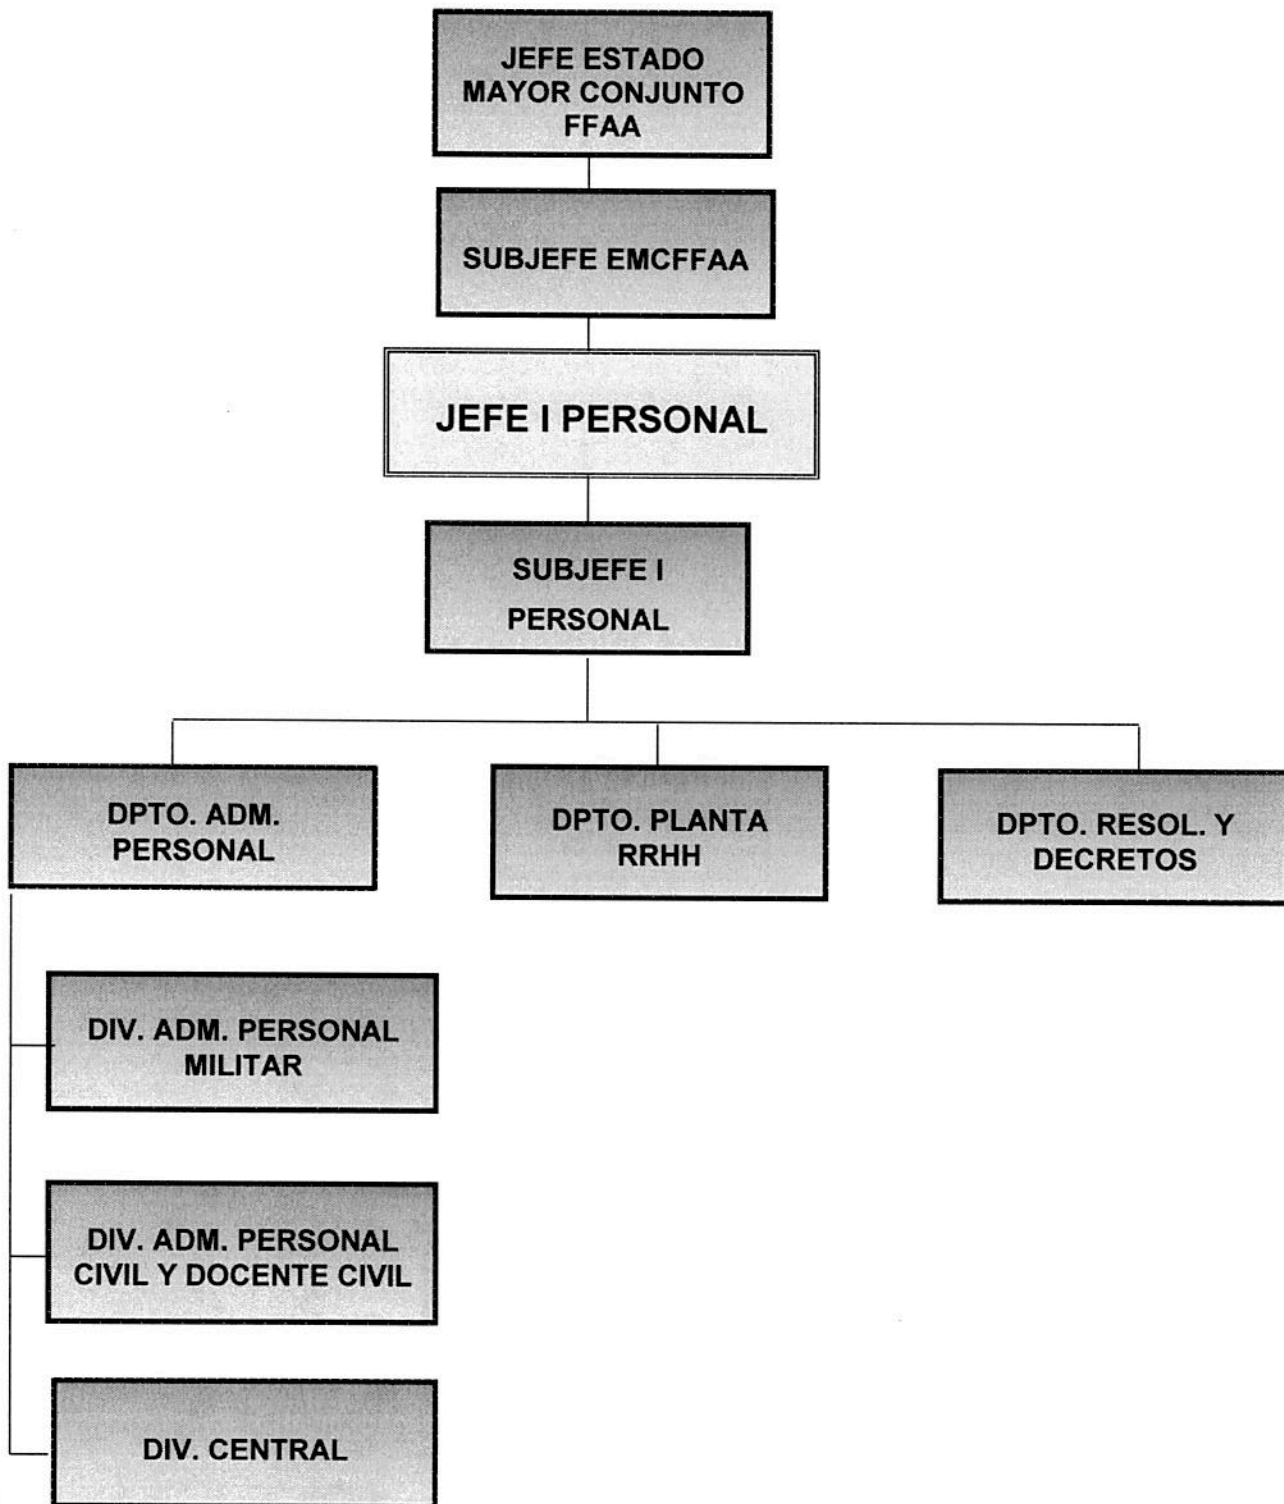 JEFE ESTADO
MAYOR CONJUNTO
FFAA
SUBJEFE EMCFFAA
JEFE I PERSONAL
SUBJEFE I
PERSONAL
DPTO. ADM.
PERSONAL
DPTO. PLANTA
RRHH
DPTO. RESOL. Y
DECRETOS
DIV. ADM. PERSONAL
MILITAR
DIV. ADM. PERSONAL
CIVIL Y DOCENTE CIVIL
DIV. CENTRAL